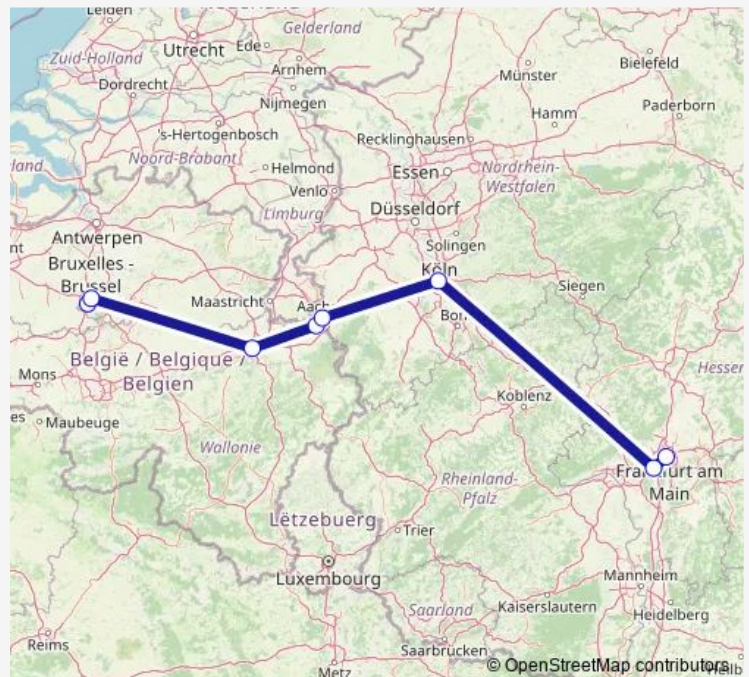 Leiden
Utrecht
Ede
Gelderland
Zuid-Holland
Arnhem
Dordrecht
Nijmegen
Münster
Bielefeld
Paderborn
's-Hertogenbosch
Hamm
Noord-Brabant
Recklinghausen
Helmond
Venlo
Essen
Nordrhein-
Westfalen
Limburg
Düsseldorf
Antwerpen
Solingen
Bruxelles -
Brussel
Köln
Maastricht
Aach
Siegen
Bon
België / Belgique /
Belgien
Mons
Hessen
Koblenz
Maubeuge
Wallonie
Frankfurt am
Main
Rheinland-
Pfalz
Lëtzebuerg
Trier
Luxembourg
Mannheim
Saarland
Kaiserslautern
Heidelberg
Reims
Saarbrücken
Metz
© OpenStreetMap contributors